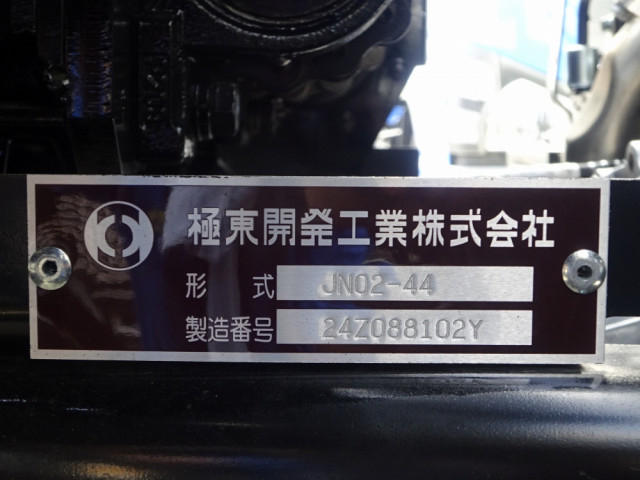 極東開発工業株式会社
形 式 JN02-44
製造番号 24Z088102Y